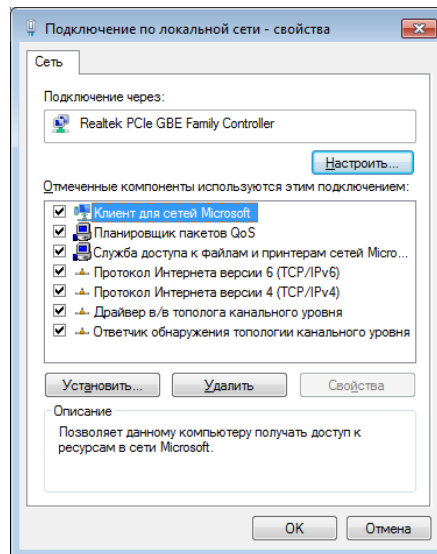 Подключение по локальной сети - свойства
Сеть
Подключение через:
Realtek PCIe GBE Family Controller
Настроить...
Отмеченные компоненты используются этим подключением:
Клиент для сетей Microsoft
Планировщик пакетов QoS
Служба доступа к файлам и принтерам сетей Micro...
Протокол Интернета версии 6 (TCP/IPv6)
Протокол Интернета версии 4 (TCP/IPv4)
Драйвер в/в тополога канального уровня
Ответчик обнаружения топологии канального уровня
Установить...
Удалить
Свойства
Описание
Позволяет данному компьютеру получать доступ к
ресурсам в сети Microsoft.
OK
Отмена